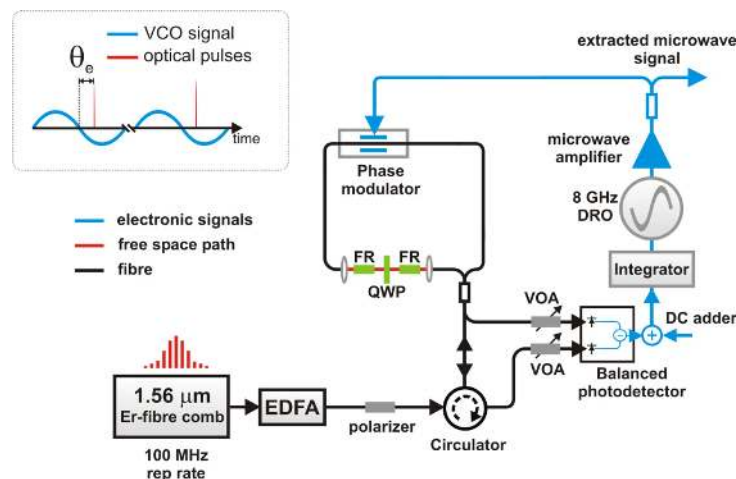 VCO signal
optical pulses
θe
time
electronic signals
free space path
fibre
extracted microwave
signal
Phase
modulator
microwave
amplifier
8 GHz
DRO
FR
FR
QWP
Integrator
VOA
DC adder
VOA
Balanced
photodetector
1.56 μm
Er-fibre comb
EDFA
polarizer
Circulator
100 MHz
rep rate